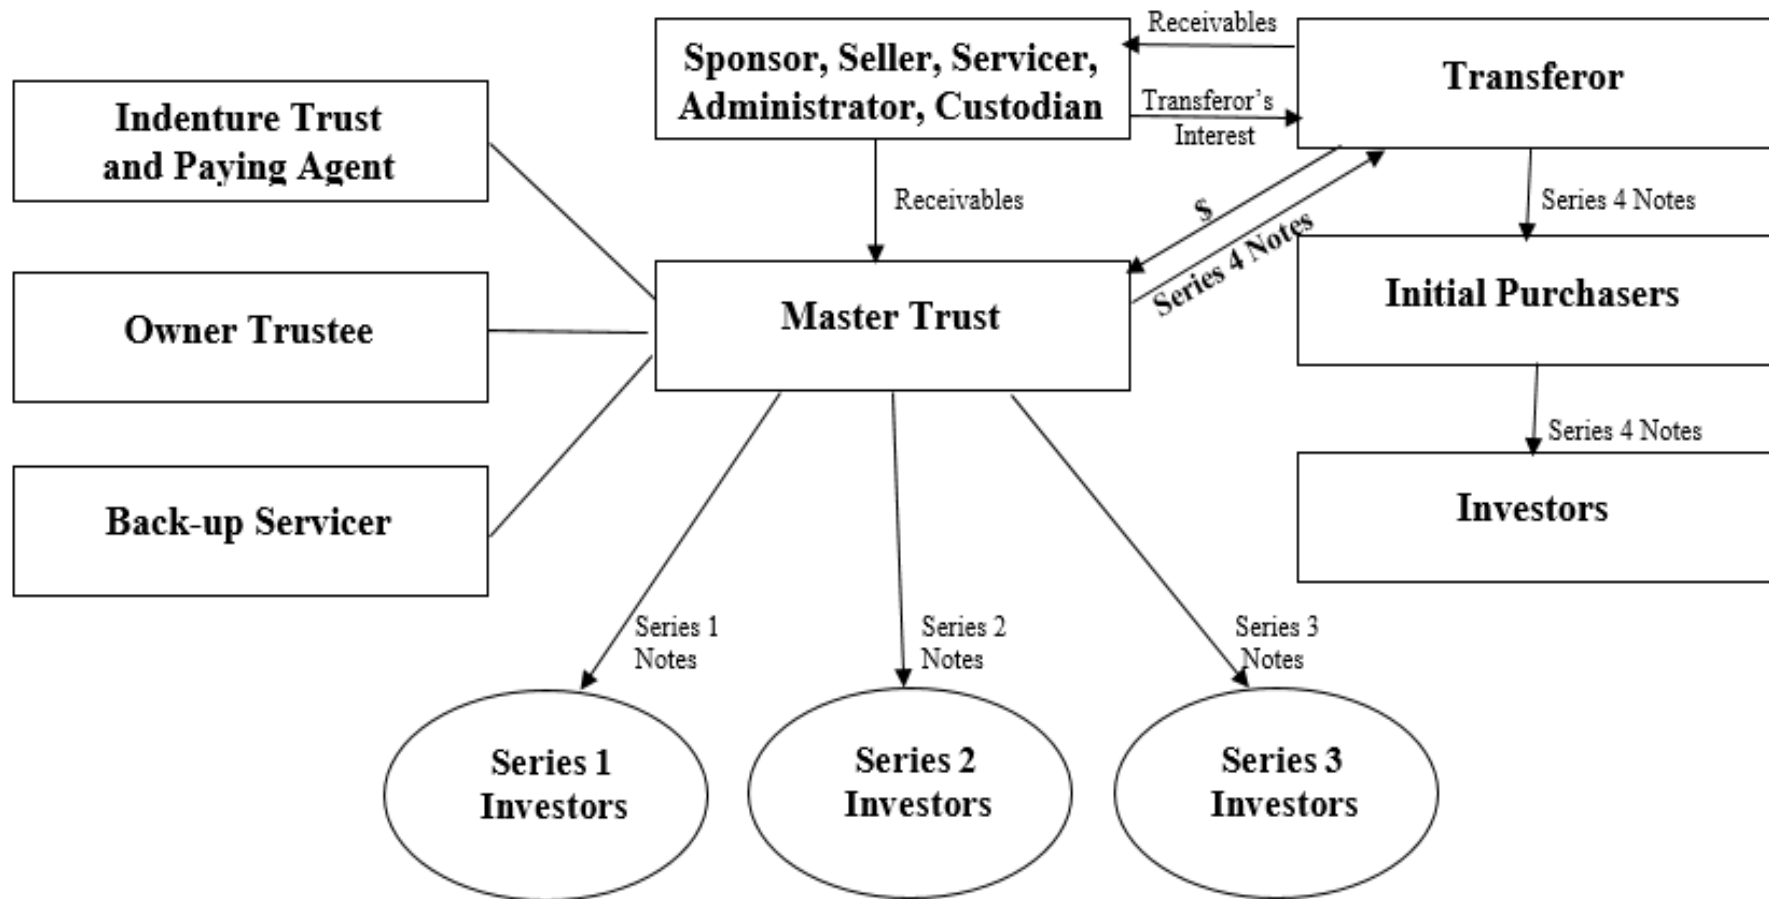 Receivables
Sponsor, Seller, Servicer,
Administrator, Custodian
Transferor
Transferor's
Interest
Indenture Trust
and Paying Agent
Receivables
$
Series 4 Notes
Series 4 Notes
Owner Trustee
Master Trust
Initial Purchasers
Series 4 Notes
Back-up Servicer
Investors
Series 1
Notes
Series 2
Notes
Series 3
Notes
Series 1
Investors
Series 2
Investors
Series 3
Investors